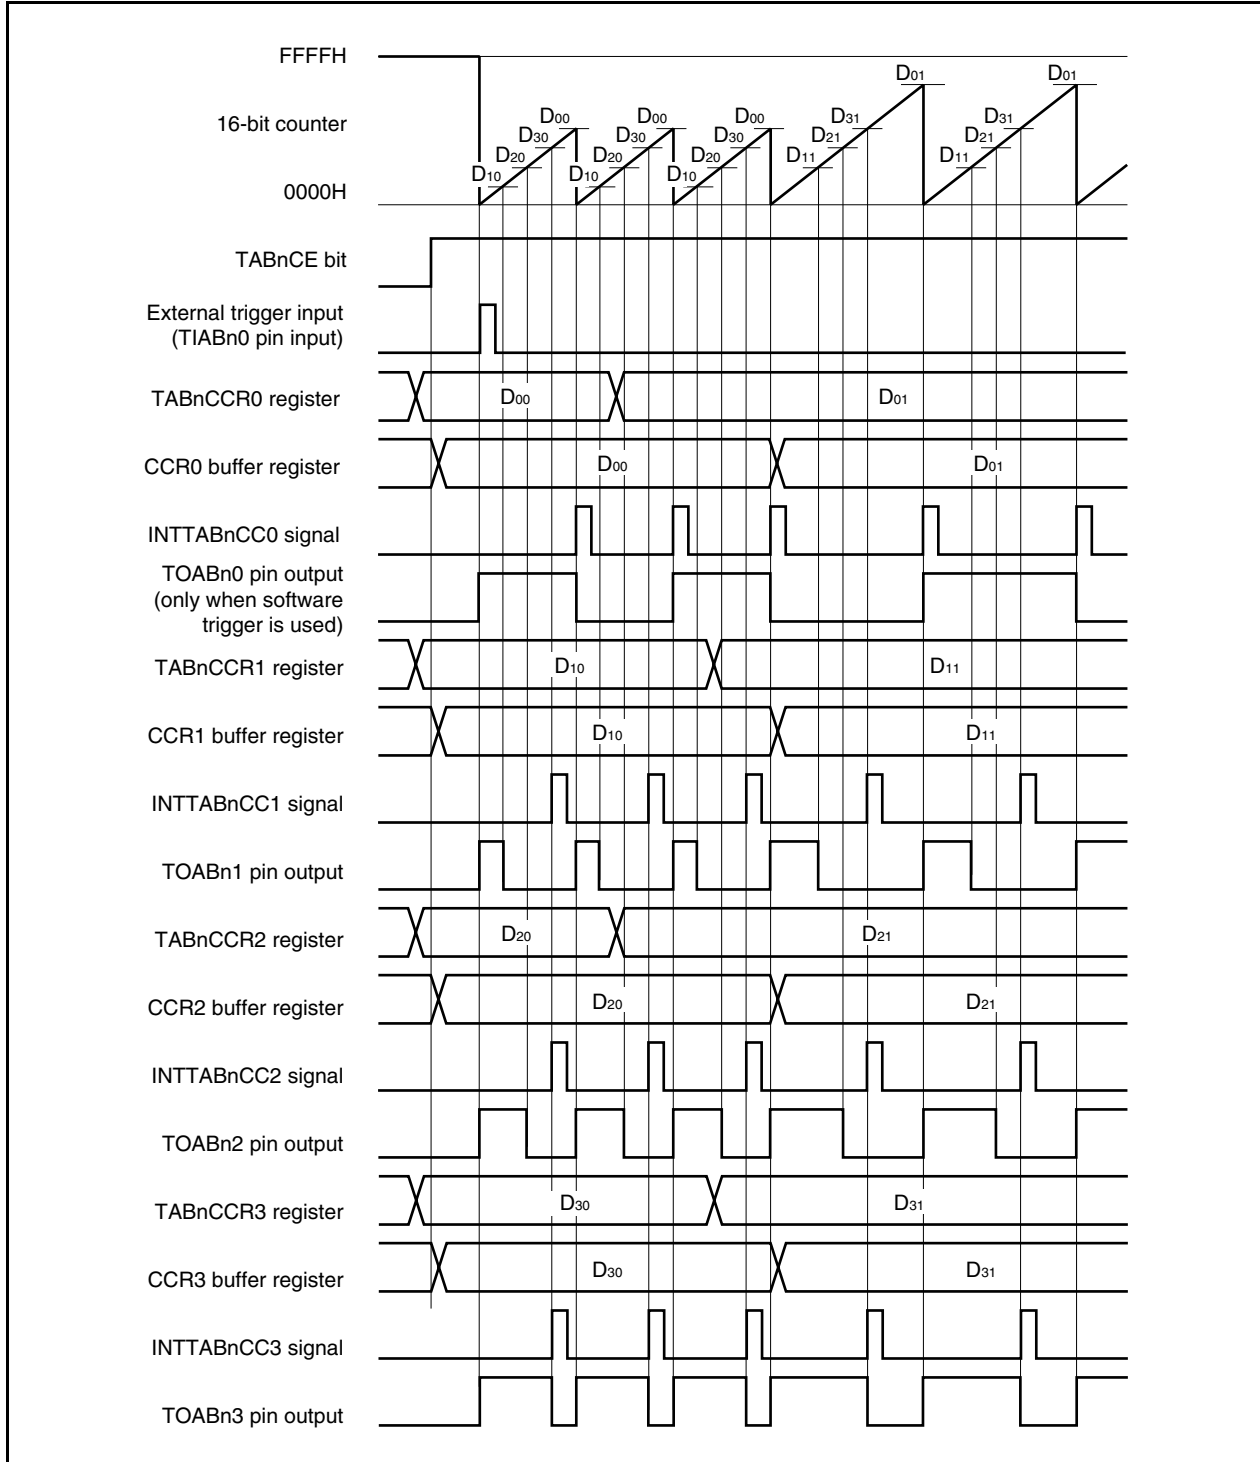 FFFFH
D01 D01
16-bit counter
D00 D00 D00 D31 D31
D30 D30 D30 D21 D21
D20 D20 D20 D11 D11
D10 D10 D10
0000H
TABnCE bit
External trigger input
(TIABn0 pin input)
TABnCCR0 register D00 D01
CCR0 buffer register D00 D01
INTTABnCC0 signal
TOABn0 pin output
(only when software
trigger is used)
TABnCCR1 register D10 D11
CCR1 buffer register D10 D11
INTTABnCC1 signal
TOABn1 pin output
TABnCCR2 register D20 D21
CCR2 buffer register D20 D21
INTTABnCC2 signal
TOABn2 pin output
TABnCCR3 register D30 D31
CCR3 buffer register D30 D31
INTTABnCC3 signal
TOABn3 pin output